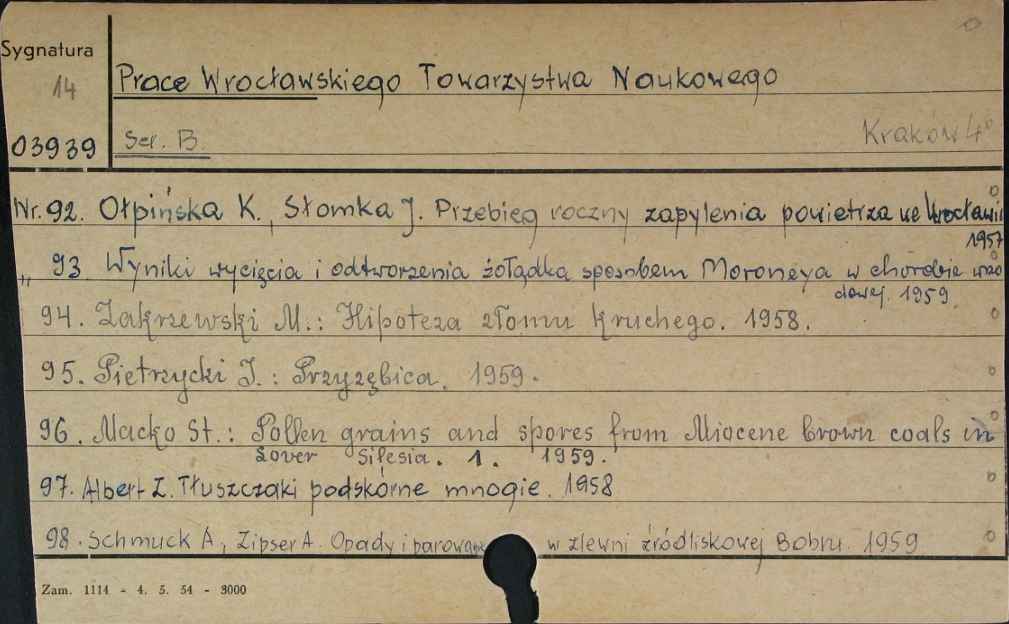 Sygnatura
14
Prace Wrocławskiego Towarzystwa Naukowego
03939
Ser. B.
Kraków 4°
Nr. 92. Ołpińska K., Słomka J. Przebieg roczny zapylenia powietrza we Wrocławiu
1957
„ 93. Wyniki wycięcia i odtworzenia żołądka sposobem Moroneya w chorobie wrzo
dowej. 1959.
94. Zakrzewski M.: Hipoteza złomu kruchego. 1958.
95. Pietrzycki J.: Przyzębica. 1959.
96. Macko St.: Pollen grains and spores from Miocene brown coals in
Lover Silesia. 1. 1959.
97. Albert Z. Tłuszczaki podskórne mnogie. 1958
98. Schmuck A., Zipser A. Opady i w zlewni źródliskowej Bobru. 1959
Zam. 1114 - 4. 5. 54 - 3000